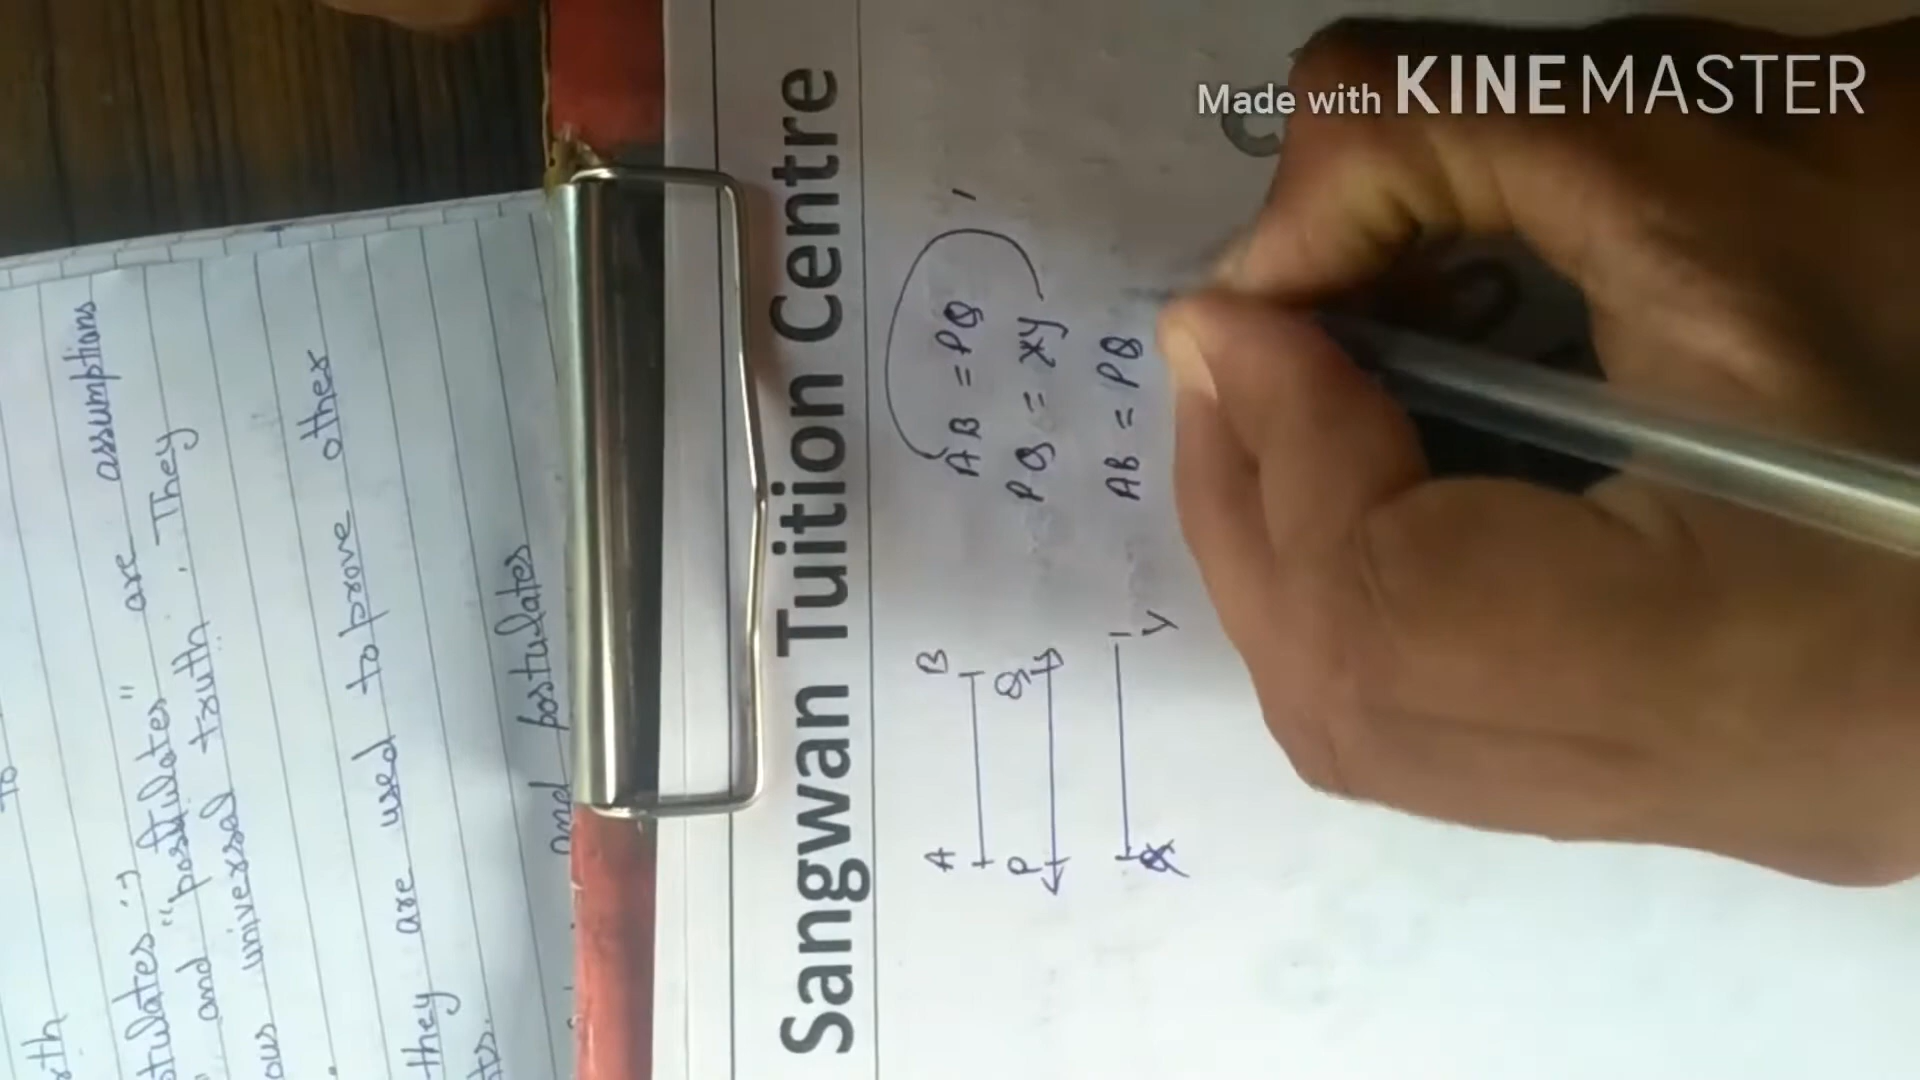 Made with KINEMASTER
assumptions
"postulates" are
and "postulates"
universal truth. They
they are used to prove other
and postulates
Sangwan Tuition Centre
A B
P Q
Y
AB = PQ
PQ = XY
AB = PQ